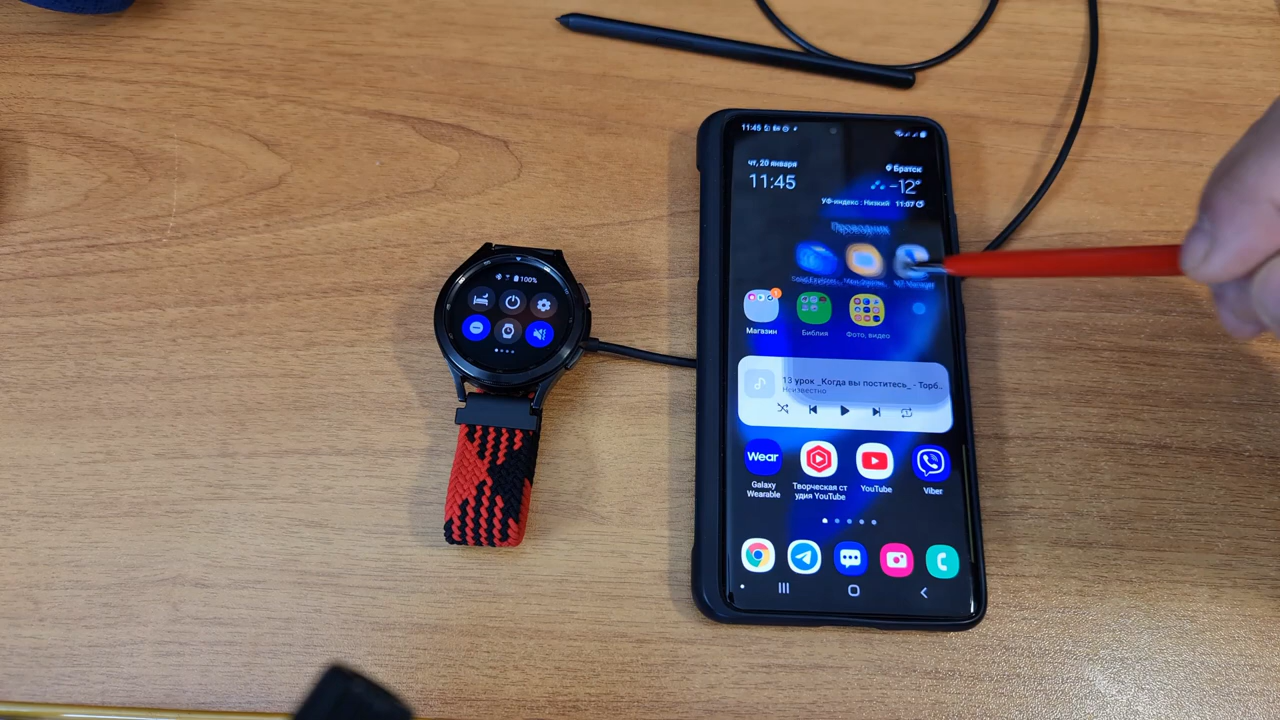 100%
11:45
чт, 20 января
11:45
Братск
-12°
УФ-индекс : Низкий 11:07
Проводник
1
Магазин
Библия
Фото, видео
13 урок _Когда вы поститесь_ - Торб..
Неизвестно
Wear
Galaxy
Wearable
Творческая ст
удия YouTube
YouTube
Viber